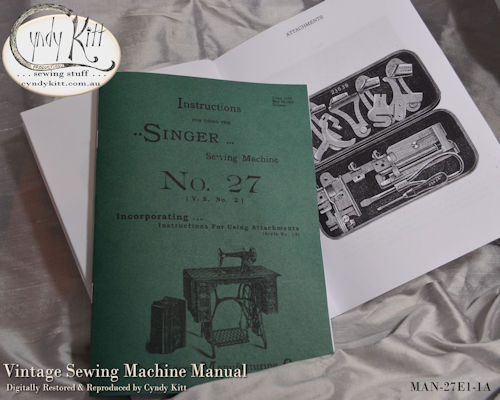 Cyndy Kitt
... sewing stuff ...
cyndykitt.com.au
ATTACHMENTS
Instructions
FOR USING THE
..SINGER ...
Sewing Machine
No. 27
( V. S. No. 2 )
incorporating ...
Instructions For Using Attachments
Vintage Sewing Machine Manual
Digitally Restored & Reproduced by Cyndy Kitt
MAN-27E1-1A